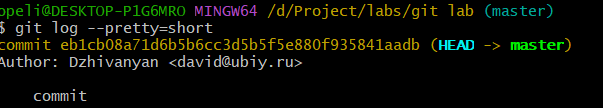 opeli@DESKTOP-P1G6MRO MINGW64 /d/Project/labs/git lab (master)
$ git log --pretty=short
commit eb1cb08a71d6b5b6cc3d5b5f5e880f935841aadb (HEAD -> master)
Author: Dzhivanyan <david@ubiy.ru>
commit